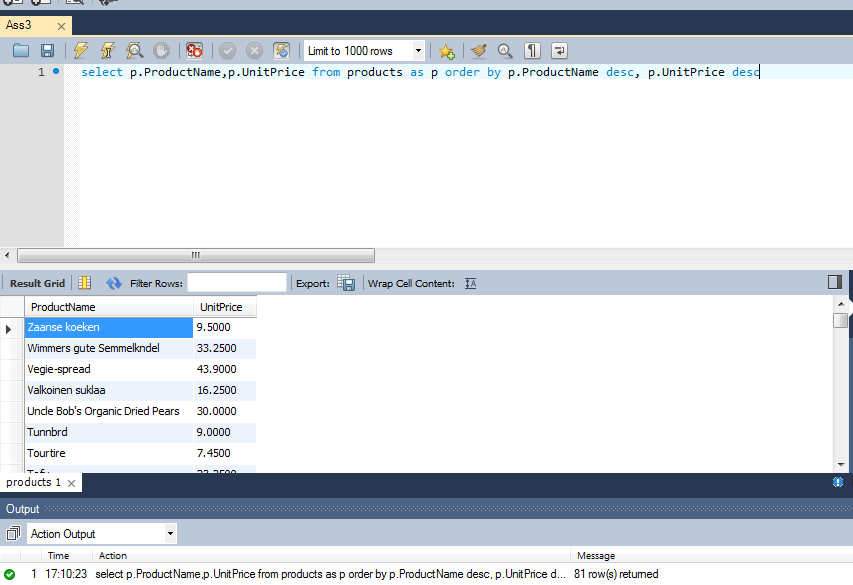 Ass3
Limit to 1000 rows
1 select p.ProductName,p.UnitPrice from products as p order by p.ProductName desc, p.UnitPrice desc
Result Grid Filter Rows: Export: Wrap Cell Content:
ProductName UnitPrice
Zaanse koeken 9.5000
Wimmers gute Semmelkndel 33.2500
Vegie-spread 43.9000
Valkoinen suklaa 16.2500
Uncle Bob's Organic Dried Pears 30.0000
Tunnbrd 9.0000
Tourtire 7.4500
products 1
Output
Action Output
Time Action Message
1 17:10:23 select p.ProductName,p.UnitPrice from products as p order by p.ProductName desc, p.UnitPrice d... 81 row(s) returned